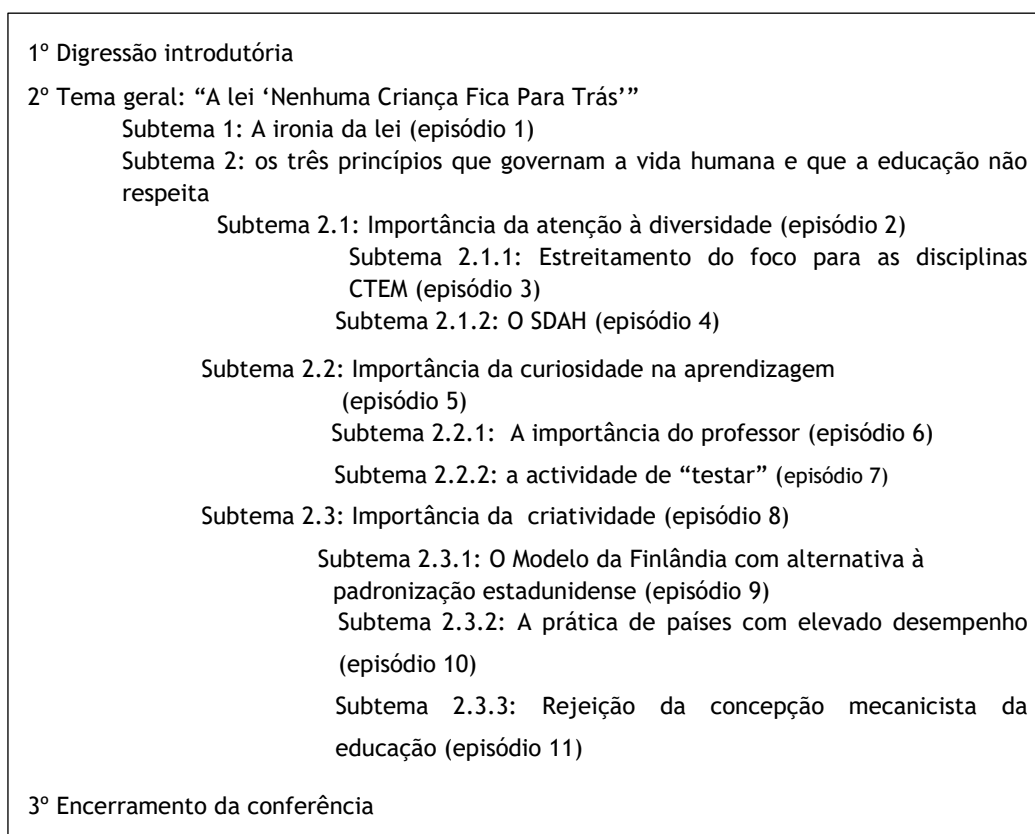 1º Digressão introdutória
2º Tema geral: “A lei ‘Nenhuma Criança Fica Para Trás’”
Subtema 1: A ironia da lei (episódio 1)
Subtema 2: os três princípios que governam a vida humana e que a educação não
respeita
Subtema 2.1: Importância da atenção à diversidade (episódio 2)
Subtema 2.1.1: Estreitamento do foco para as disciplinas
CTEM (episódio 3)
Subtema 2.1.2: O SDAH (episódio 4)
Subtema 2.2: Importância da curiosidade na aprendizagem
(episódio 5)
Subtema 2.2.1: A importância do professor (episódio 6)
Subtema 2.2.2: a actividade de “testar” (episódio 7)
Subtema 2.3: Importância da criatividade (episódio 8)
Subtema 2.3.1: O Modelo da Finlândia com alternativa à
padronização estadunidense (episódio 9)
Subtema 2.3.2: A prática de países com elevado desempenho
(episódio 10)
Subtema 2.3.3: Rejeição da concepção mecanicista da
educação (episódio 11)
3º Encerramento da conferência